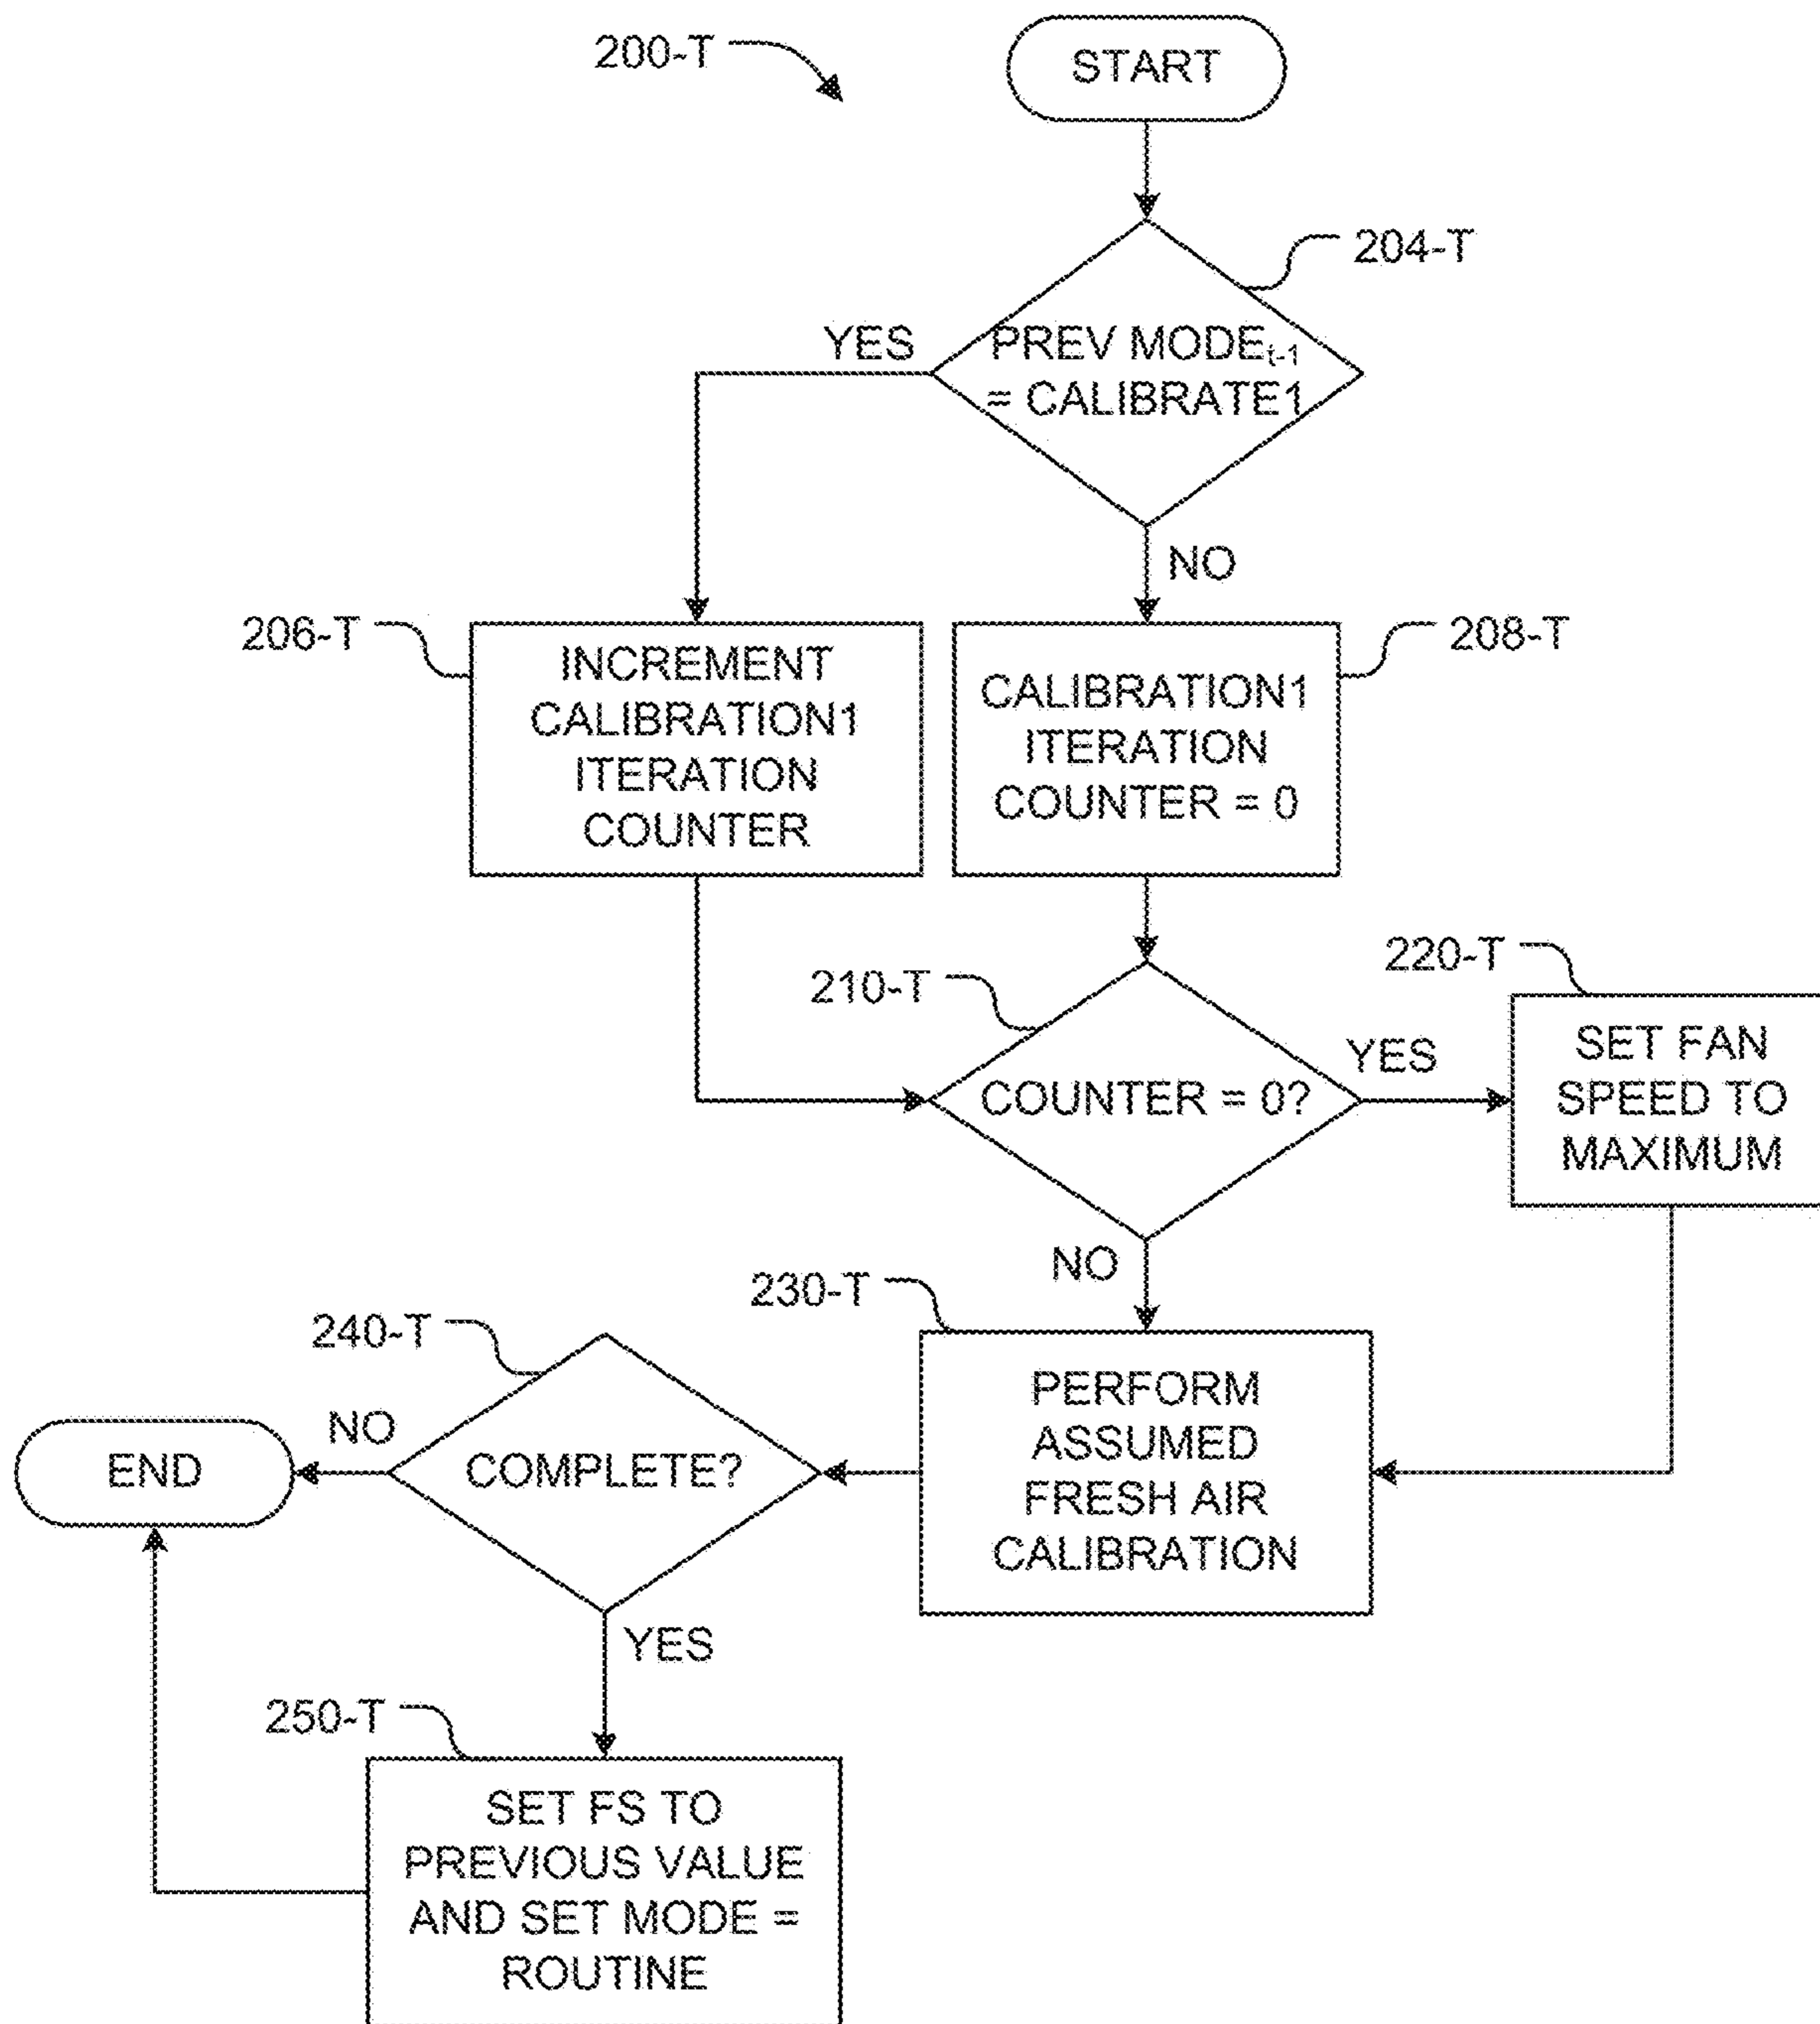 200-T
START
204-T
YES
PREV MODEt-1
= CALIBRATE1
NO
206-T
INCREMENT
CALIBRATION1
ITERATION
COUNTER
208-T
CALIBRATION1
ITERATION
COUNTER = 0
210-T
COUNTER = 0?
YES
220-T
SET FAN
SPEED TO
MAXIMUM
NO
230-T
PERFORM
ASSUMED
FRESH AIR
CALIBRATION
240-T
COMPLETE?
NO
END
YES
250-T
SET FS TO
PREVIOUS VALUE
AND SET MODE =
ROUTINE